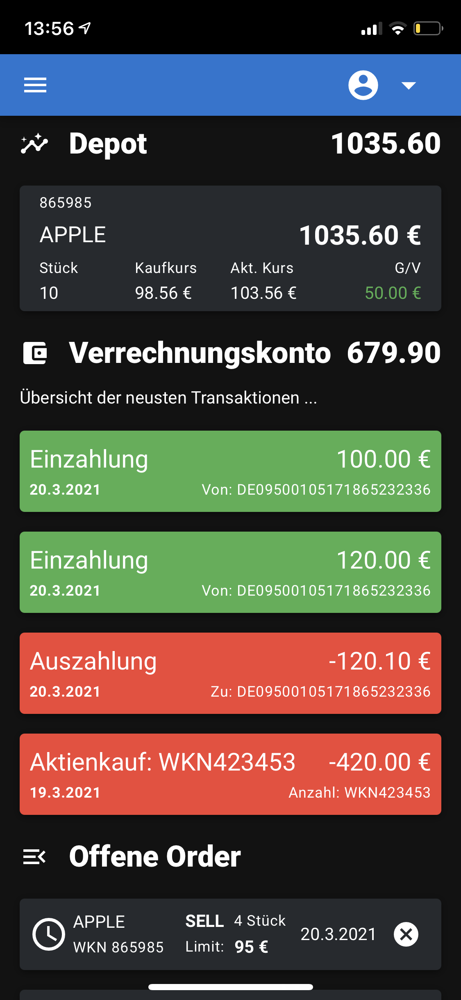 13:56
Depot 1035.60
865985
APPLE 1035.60 €
Stück Kaufkurs Akt. Kurs G/V
10 98.56 € 103.56 € 50.00 €
Verrechnungskonto 679.90
Übersicht der neusten Transaktionen ...
Einzahlung 100.00 €
20.3.2021 Von: DE09500105171865232336
Einzahlung 120.00 €
20.3.2021 Von: DE09500105171865232336
Auszahlung -120.10 €
20.3.2021 Zu: DE09500105171865232336
Aktienkauf: WKN423453 -420.00 €
19.3.2021 Anzahl: WKN423453
Offene Order
APPLE SELL 4 Stück 20.3.2021
WKN 865985 Limit: 95 €